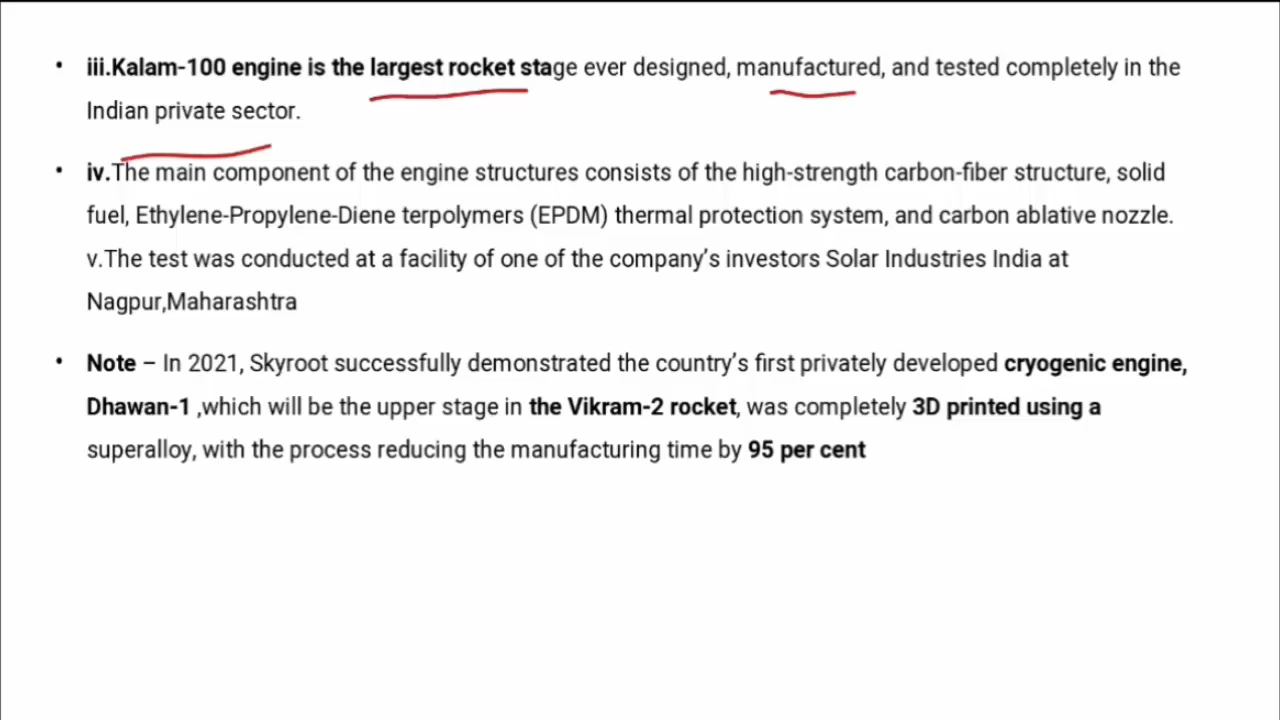 • iii.Kalam-100 engine is the largest rocket stage ever designed, manufactured, and tested completely in the
Indian private sector.
• iv.The main component of the engine structures consists of the high-strength carbon-fiber structure, solid
fuel, Ethylene-Propylene-Diene terpolymers (EPDM) thermal protection system, and carbon ablative nozzle.
v.The test was conducted at a facility of one of the company’s investors Solar Industries India at
Nagpur,Maharashtra
• Note – In 2021, Skyroot successfully demonstrated the country’s first privately developed cryogenic engine,
Dhawan-1 ,which will be the upper stage in the Vikram-2 rocket, was completely 3D printed using a
superalloy, with the process reducing the manufacturing time by 95 per cent